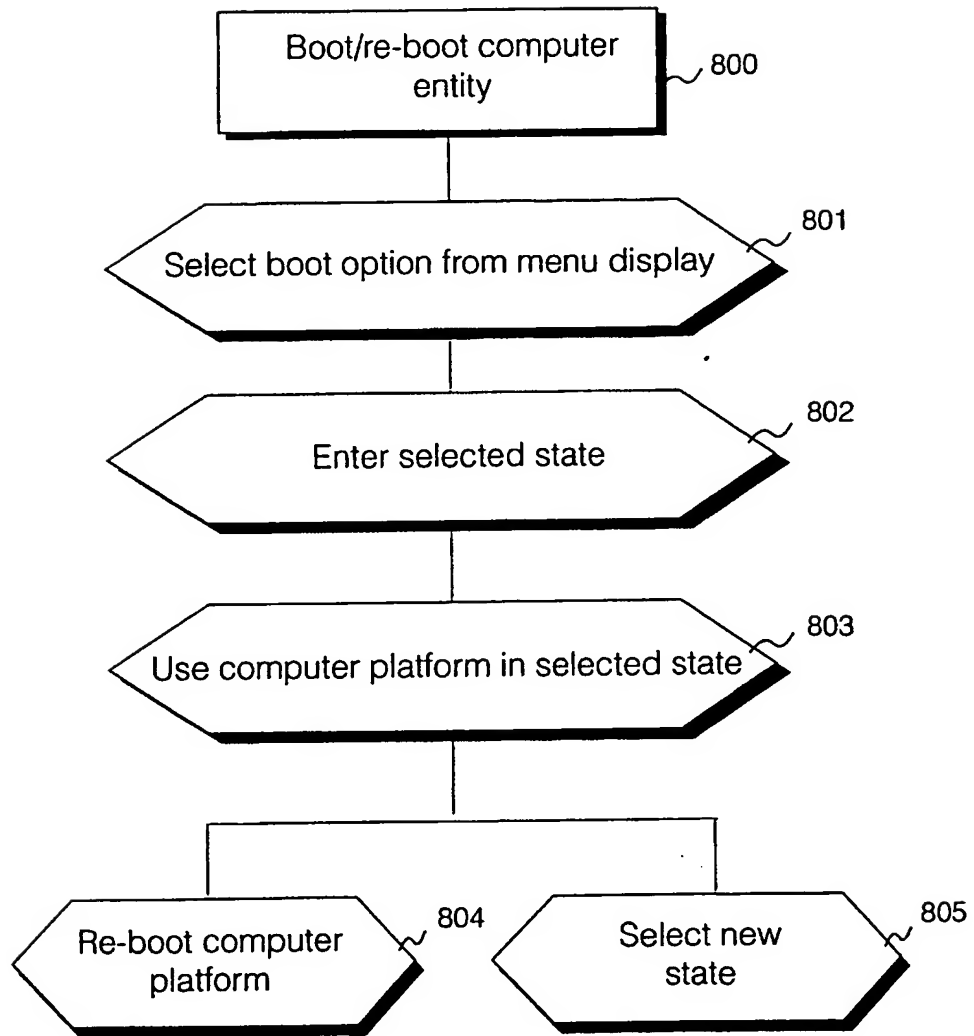 Boot/re-boot computer
entity
800
801
Select boot option from menu display
802
Enter selected state
803
Use computer platform in selected state
804
Re-boot computer
platform
805
Select new
state